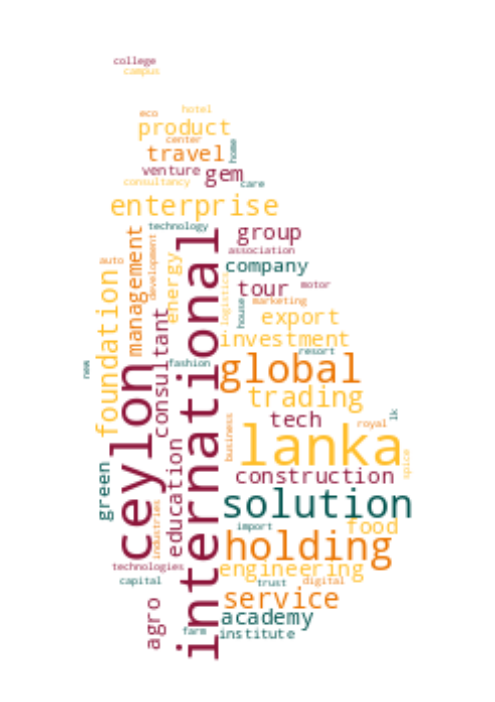 college
campus
eco
hotel
product
center
travel
home
venture
gem
consultancy
care
enterprise
technology
group
association
company
auto
management
development
energy
tour
motor
logistics
house
marketing
export
foundation
international
investment
consultant
resort
fashion
new
global
ceylon
trading
tech
royal
lk
business
lanka
education
construction
spice
green
solution
industries
import
food
holding
technologies
engineering
capital
trust
digital
service
agro
academy
farm
institute